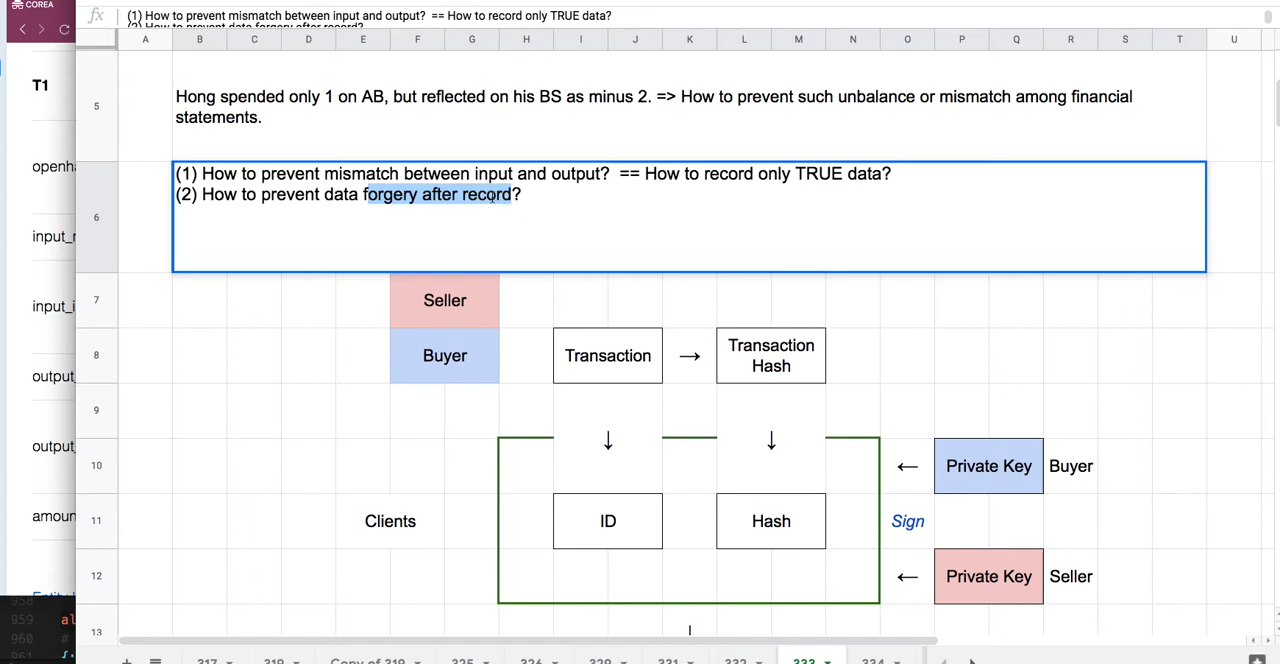 COREA
(1) How to prevent mismatch between input and output?  == How to record only TRUE data?
A B C D E F G H I J K L M N O P Q R S T U
T1
5
Hong spended only 1 on AB, but reflected on his BS as minus 2. => How to prevent such unbalance or mismatch among financial
statements.
openha
(1) How to prevent mismatch between input and output?  == How to record only TRUE data?
(2) How to prevent data forgery after record?
6
input_r
7
Seller
input_i
8
Buyer
Transaction
→
Transaction
Hash
output_
9
output_
↓
↓
10
←
Private Key
Buyer
amoun
11
Clients
ID
Hash
Sign
12
←
Private Key
Seller
959
al
960
#
961
13
317
319
Copy of 319
325
326
329
331
332
333
334